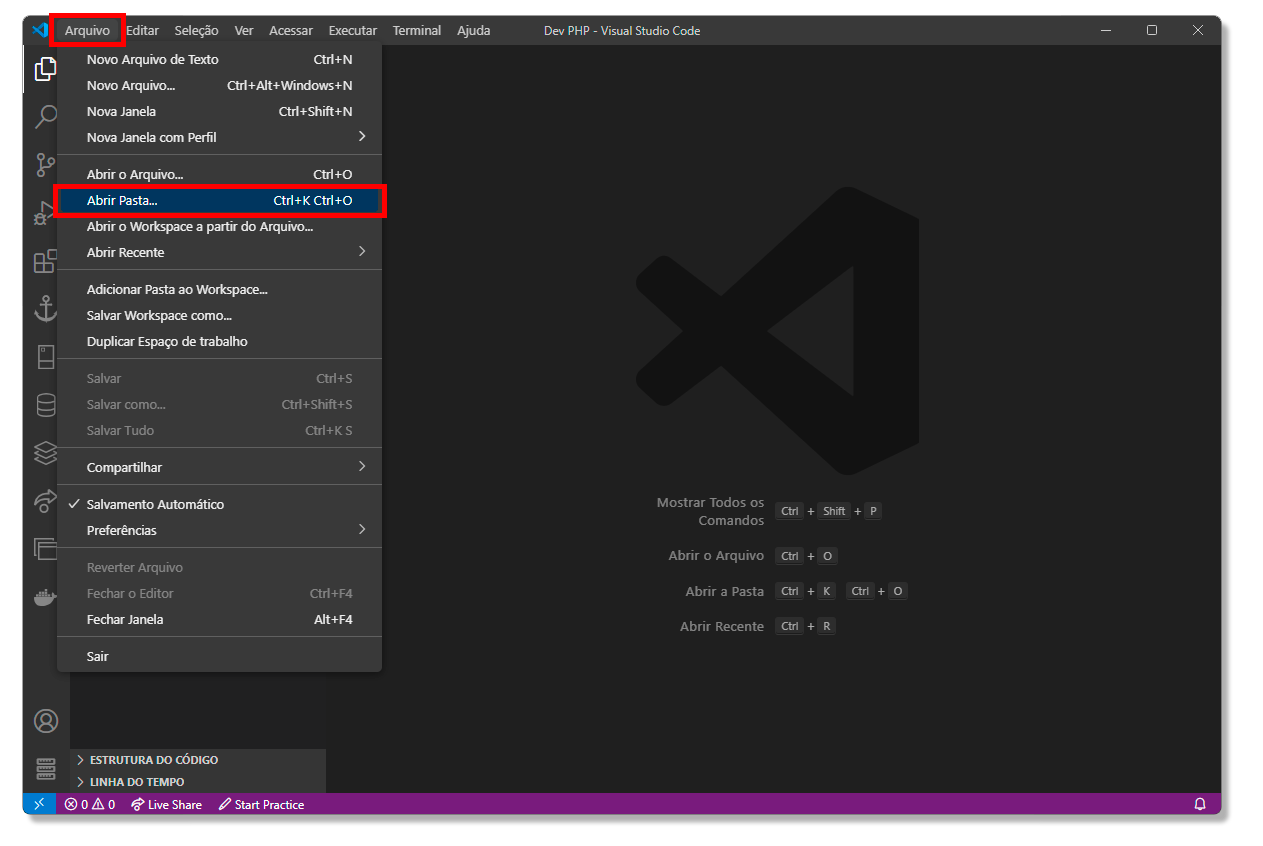 Arquivo Editar Seleção Ver Acessar Executar Terminal Ajuda Dev PHP - Visual Studio Code
Novo Arquivo de Texto Ctrl+N
Novo Arquivo... Ctrl+Alt+Windows+N
Nova Janela Ctrl+Shift+N
Nova Janela com Perfil
Abrir o Arquivo... Ctrl+O
Abrir Pasta... Ctrl+K Ctrl+O
Abrir o Workspace a partir do Arquivo...
Abrir Recente
Adicionar Pasta ao Workspace...
Salvar Workspace como...
Duplicar Espaço de trabalho
Salvar Ctrl+S
Salvar como... Ctrl+Shift+S
Salvar Tudo Ctrl+K S
Compartilhar
Salvamento Automático
Preferências
Reverter Arquivo
Fechar o Editor Ctrl+F4
Fechar Janela Alt+F4
Sair
Mostrar Todos os
Comandos Ctrl + Shift + P
Abrir o Arquivo Ctrl + O
Abrir a Pasta Ctrl + K Ctrl + O
Abrir Recente Ctrl + R
ESTRUTURA DO CÓDIGO
LINHA DO TEMPO
0 0 Live Share Start Practice